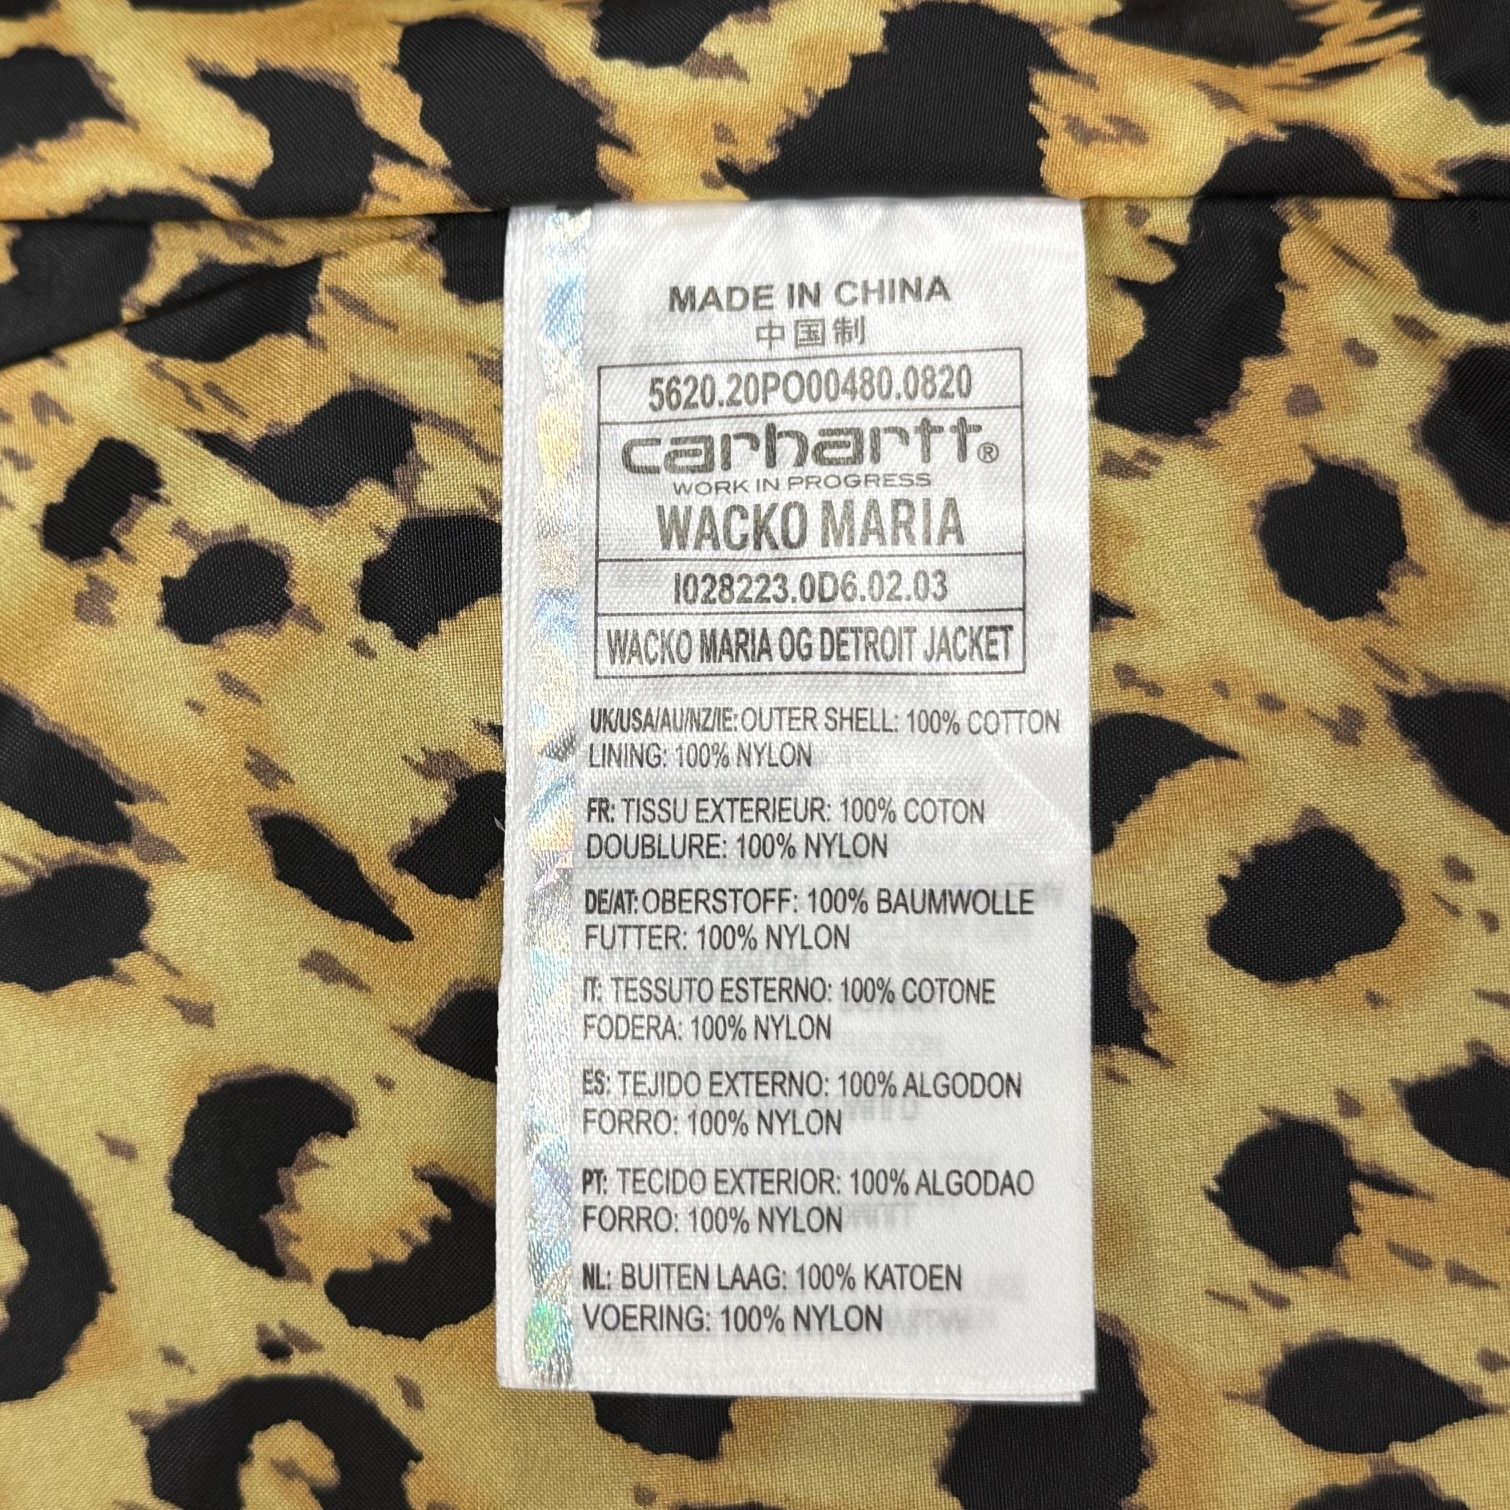 MADE IN CHINA
中国制
5620.20PO00480.0820
carhartt®
WORK IN PROGRESS
WACKO MARIA
I028223.0D6.02.03
WACKO MARIA OG DETROIT JACKET
UK/USA/AU/NZ/IE: OUTER SHELL: 100% COTTON
LINING: 100% NYLON
FR: TISSU EXTERIEUR: 100% COTON
DOUBLURE: 100% NYLON
DE/AT: OBERSTOFF: 100% BAUMWOLLE
FUTTER: 100% NYLON
IT: TESSUTO ESTERNO: 100% COTONE
FODERA: 100% NYLON
ES: TEJIDO EXTERNO: 100% ALGODON
FORRO: 100% NYLON
PT: TECIDO EXTERIOR: 100% ALGODAO
FORRO: 100% NYLON
NL: BUITEN LAAG: 100% KATOEN
VOERING: 100% NYLON